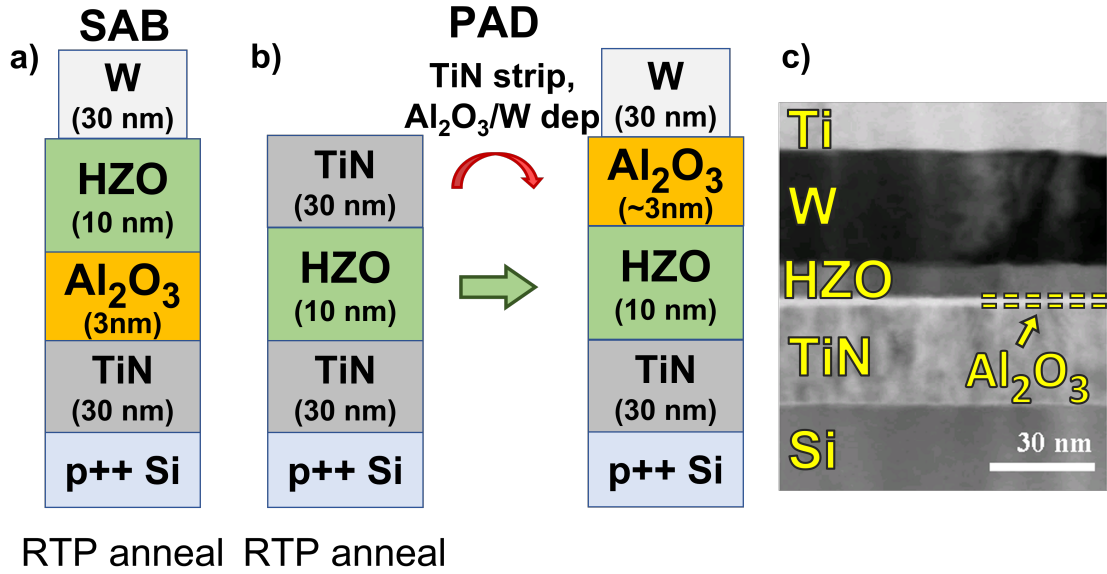 SAB
a)
W
(30 nm)
HZO
(10 nm)
Al₂O₃
(3nm)
TiN
(30 nm)
p++ Si
RTP anneal
PAD
b)
TiN strip,
Al₂O₃/W dep
TiN
(30 nm)
HZO
(10 nm)
TiN
(30 nm)
p++ Si
RTP anneal
W
(30 nm)
Al₂O₃
(~3nm)
HZO
(10 nm)
TiN
(30 nm)
p++ Si
c)
Ti
W
HZO
TiN
Al₂O₃
Si
30 nm